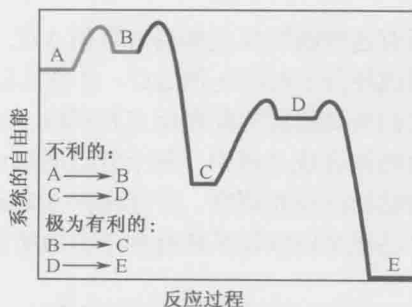 A
B
C
D
E
系统的自由能
不利的:
A → B
C → D
极为有利的:
B → C
D → E
反应过程